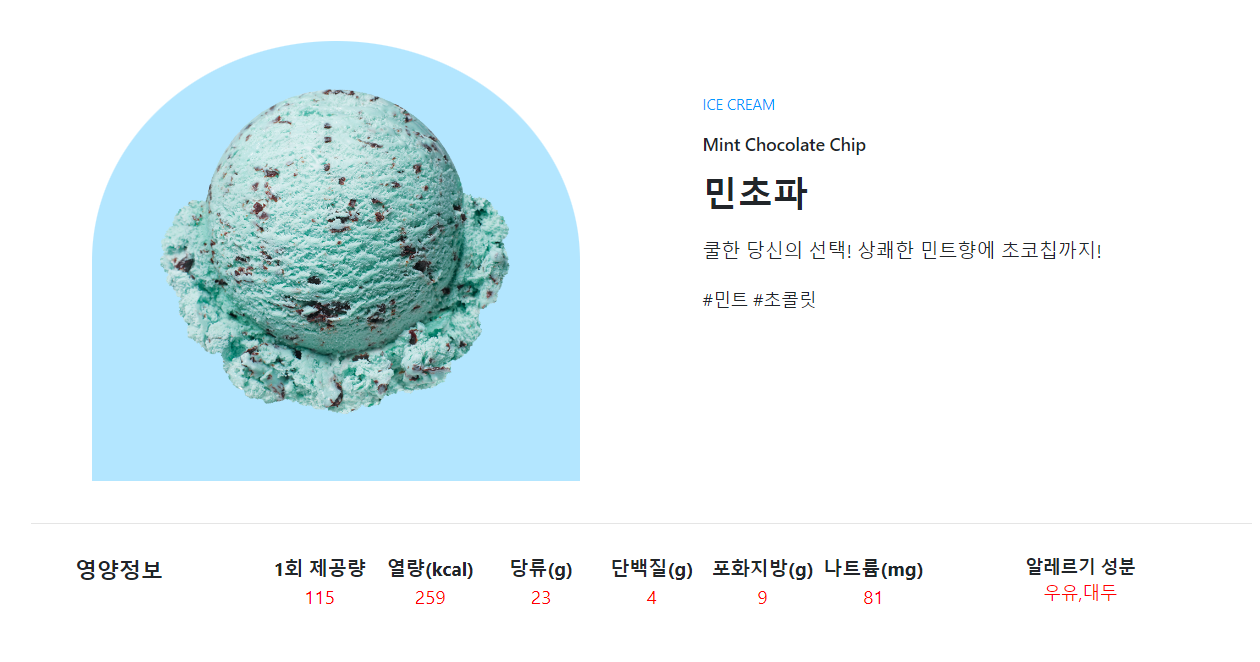 ICE CREAM
Mint Chocolate Chip
민초파
쿨한 당신의 선택! 상쾌한 민트향에 초코칩까지!
#민트 #초콜릿
영양정보 1회 제공량 열량(kcal) 당류(g) 단백질(g) 포화지방(g) 나트륨(mg) 알레르기 성분
115 259 23 4 9 81 우유,대두